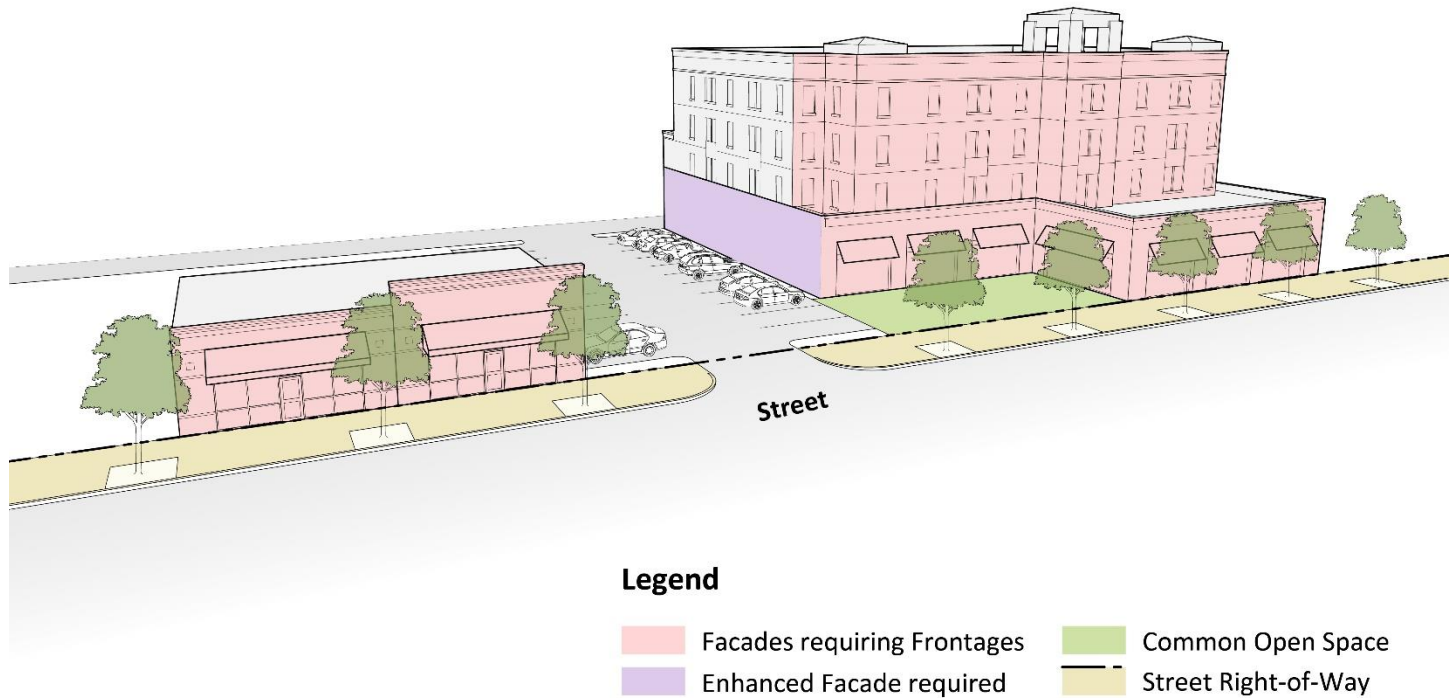 Street
Legend
Facades requiring Frontages
Common Open Space
Enhanced Facade required
Street Right-of-Way